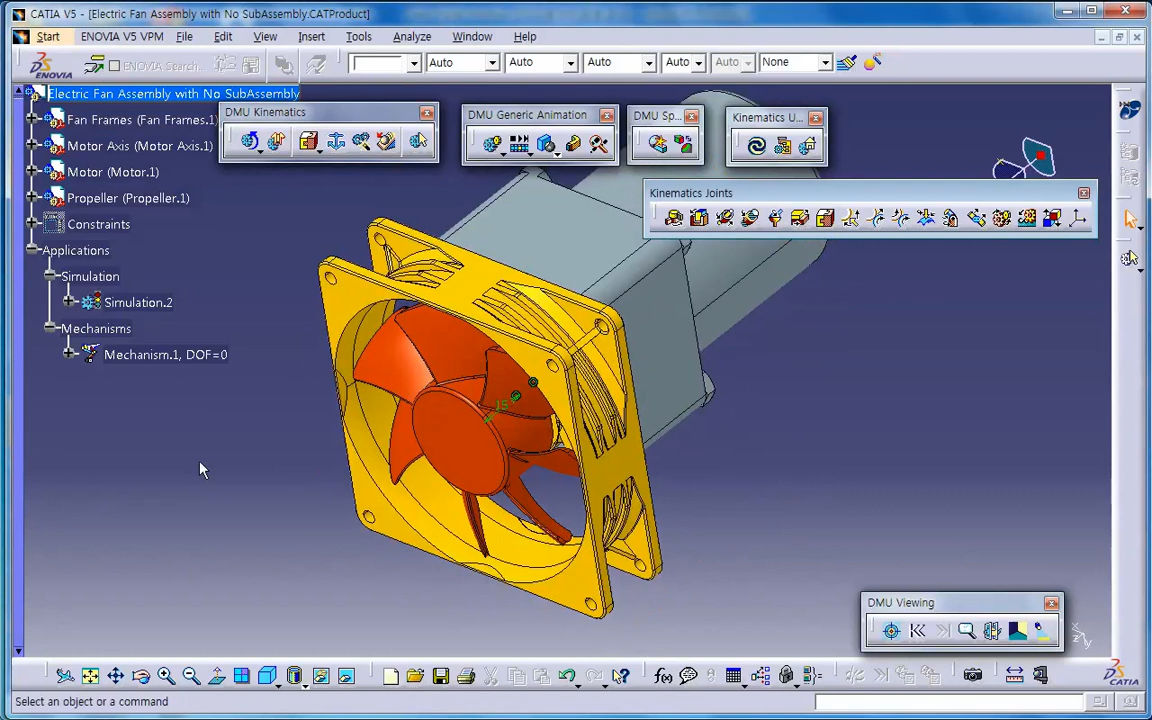 CATIA V5 - [Electric Fan Assembly with No SubAssembly.CATProduct]
Start ENOVIA V5 VPM File Edit View Insert Tools Analyze Window Help
ENOVIA ENOVIA Search... Auto Auto Auto Auto Auto None
Electric Fan Assembly with No SubAssembly
Fan Frames (Fan Frames.1)
Motor Axis (Motor Axis.1)
Motor (Motor.1)
Propeller (Propeller.1)
Constraints
Applications
Simulation
Simulation.2
Mechanisms
Mechanism.1, DOF=0
DMU Kinematics
DMU Generic Animation
DMU Sp...
Kinematics U...
Kinematics Joints
15
DMU Viewing
f(x)
CATIA
Select an object or a command